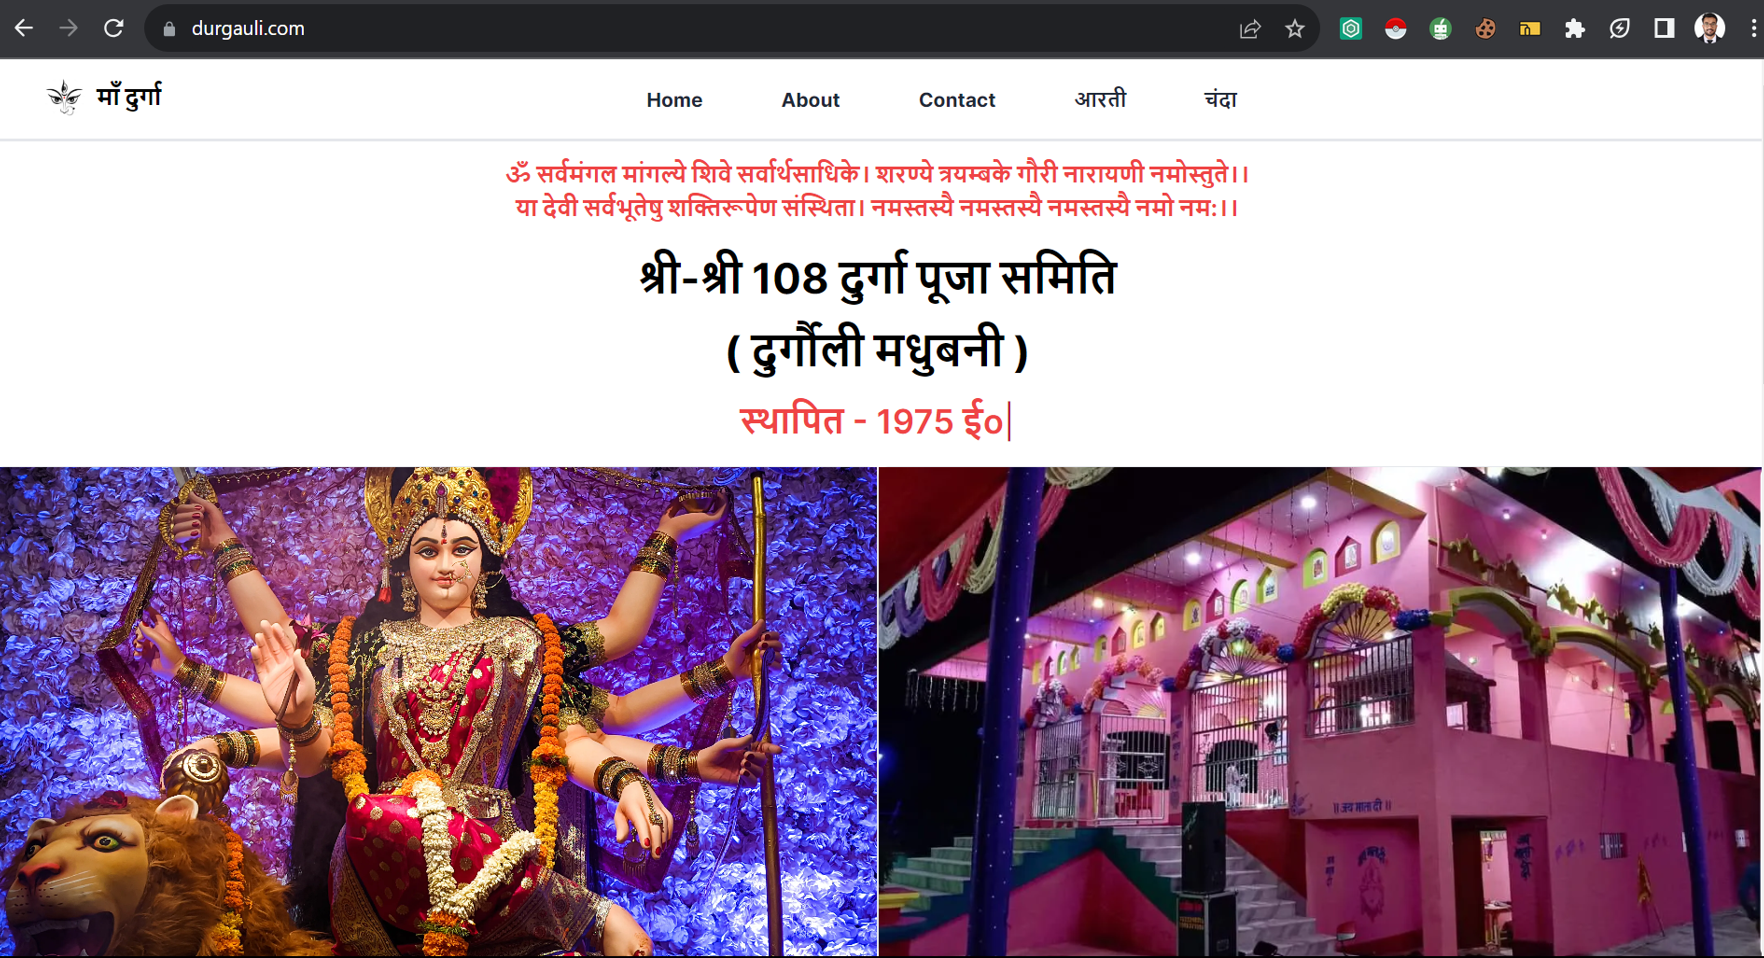 durgauli.com
माँ दुर्गा
Home
About
Contact
आरती
चंदा
ॐ सर्वमंगल मांगल्ये शिवे सर्वार्थसाधिके। शरण्ये त्रयम्बके गौरी नारायणी नमोस्तुते।।
या देवी सर्वभूतेषु शक्तिरूपेण संस्थिता। नमस्तस्यै नमस्तस्यै नमस्तस्यै नमो नम:।।
श्री-श्री 108 दुर्गा पूजा समिति
( दुर्गौली मधुबनी )
स्थापित - 1975 ई०
॥ जय माता दी ॥